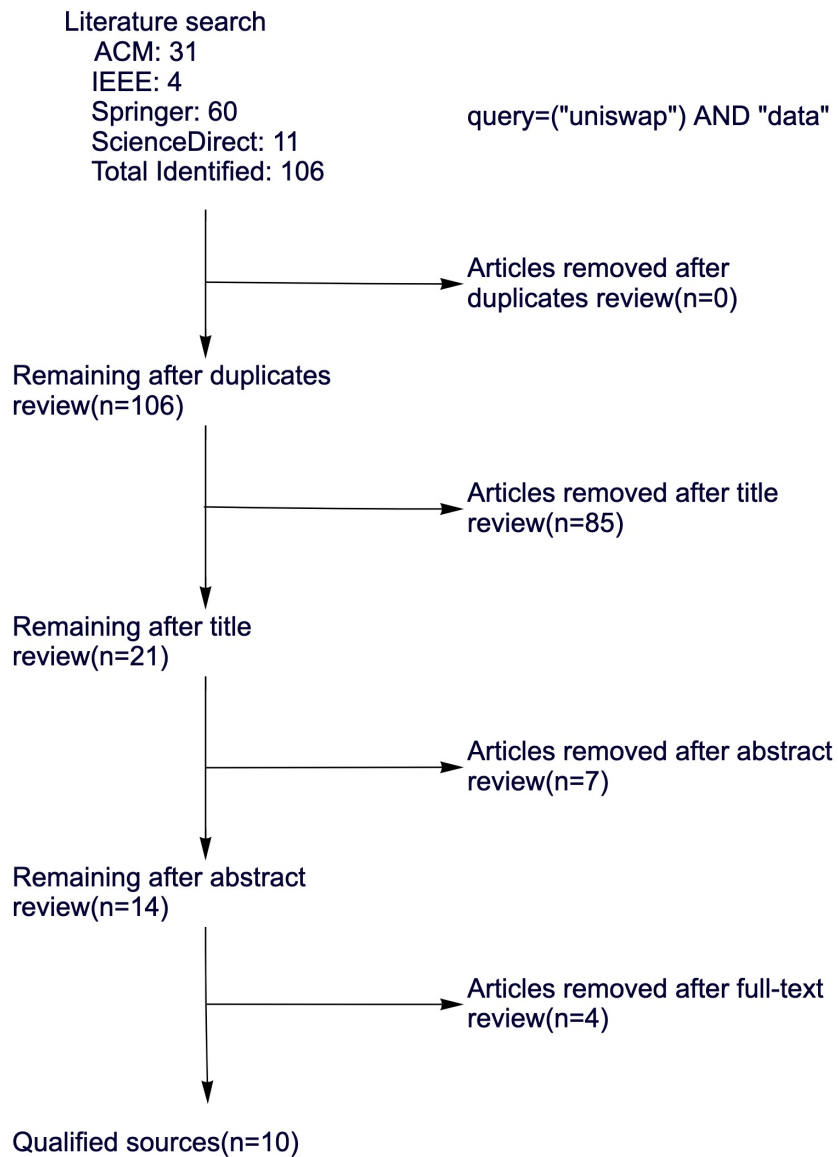 Literature search
ACM: 31
IEEE: 4
Springer: 60
ScienceDirect: 11
Total Identified: 106
query=("uniswap") AND "data"
Articles removed after
duplicates review(n=0)
Remaining after duplicates
review(n=106)
Articles removed after title
review(n=85)
Remaining after title
review(n=21)
Articles removed after abstract
review(n=7)
Remaining after abstract
review(n=14)
Articles removed after full-text
review(n=4)
Qualified sources(n=10)